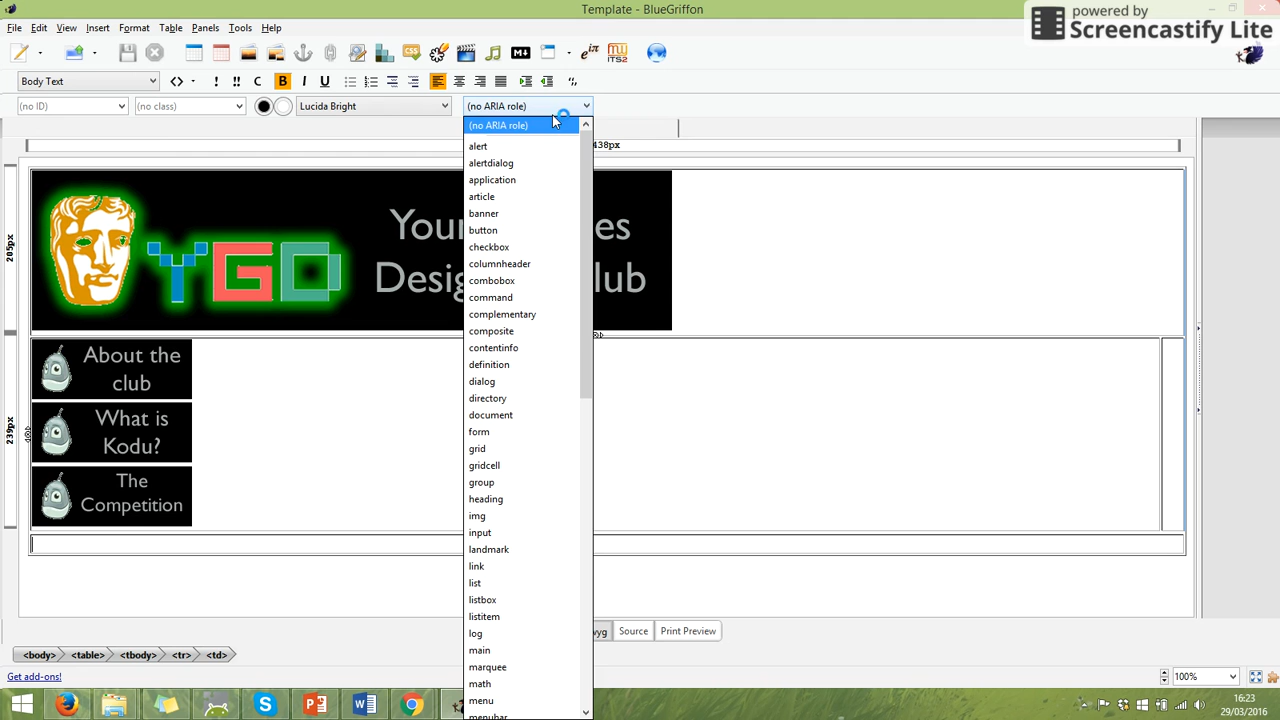 Template - BlueGriffon
powered by
Screencastify Lite
File Edit View Insert Format Table Panels Tools Help
Body Text
! !! C B I U
(no ID) (no class) Lucida Bright (no ARIA role)
(no ARIA role)
alert
alertdialog
application
article
banner
button
checkbox
columnheader
combobox
command
complementary
composite
contentinfo
definition
dialog
directory
document
form
grid
gridcell
group
heading
img
input
landmark
link
list
listbox
listitem
log
main
marquee
math
menu
menubar
438px
205px
YGD
Your
es
Desig
lub
239px
About the
club
What is
Kodu?
The
Competition
Source Print Preview
<body> <table> <tbody> <tr> <td>
Get add-ons!
100%
16:23
29/03/2016